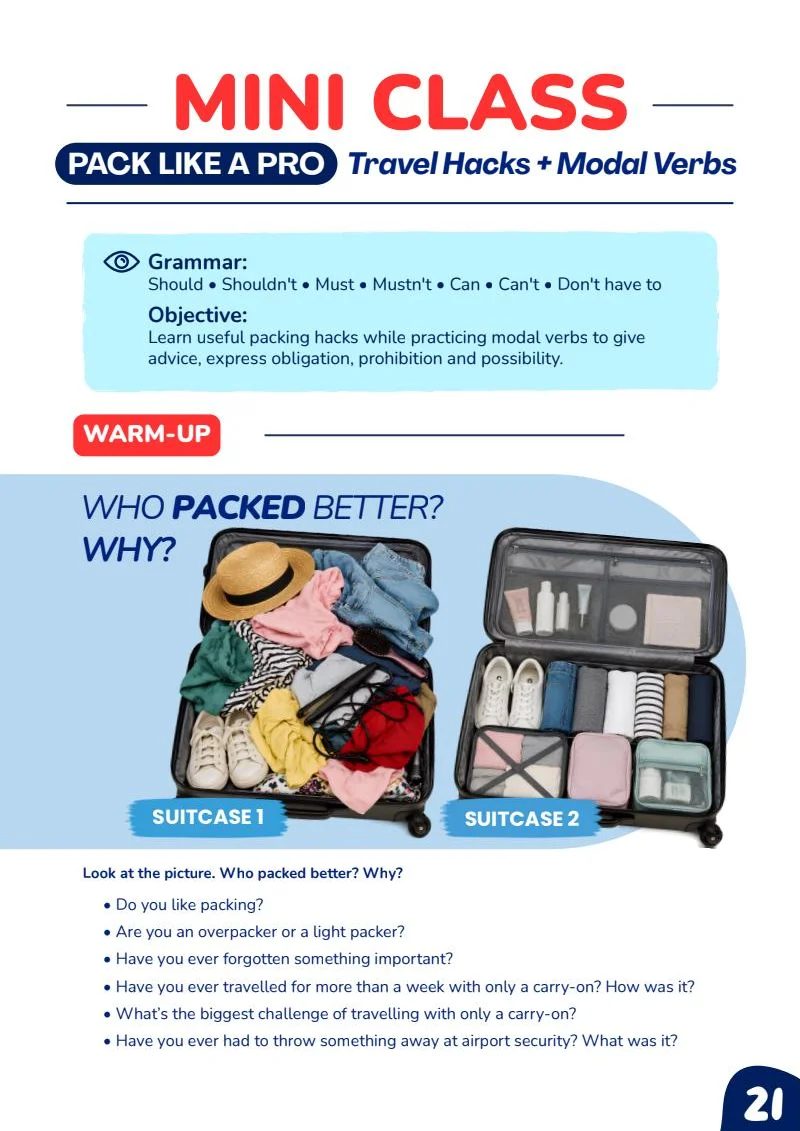 MINI CLASS
PACK LIKE A PRO Travel Hacks + Modal Verbs
Grammar:
Should • Shouldn't • Must • Mustn't • Can • Can't • Don't have to
Objective:
Learn useful packing hacks while practicing modal verbs to give
advice, express obligation, prohibition and possibility.
WARM-UP
WHO PACKED BETTER?
WHY?
SUITCASE 1
SUITCASE 2
Look at the picture. Who packed better? Why?
• Do you like packing?
• Are you an overpacker or a light packer?
• Have you ever forgotten something important?
• Have you ever travelled for more than a week with only a carry-on? How was it?
• What's the biggest challenge of travelling with only a carry-on?
• Have you ever had to throw something away at airport security? What was it?
21